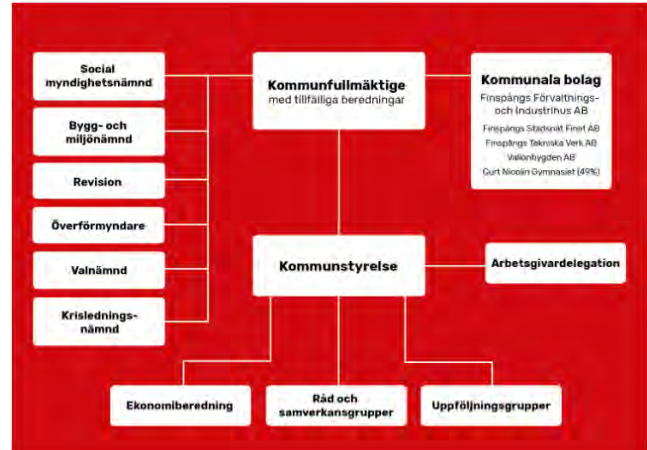 Social
myndighetsnämnd
Bygg- och
miljönämnd
Revision
Överförmyndare
Valnämnd
Krislednings-
nämnd
Kommunfullmäktige
med tillfälliga beredningar
Kommunala bolag
Finspångs Förvaltnings-
och Industrihus AB
Finspångs Stadsnät Finet AB
Finspångs Tekniska Verk AB
Vallonbygden AB
Curt Nicolin Gymnasiet (49%)
Kommunstyrelse
Arbetsgivardelegation
Ekonomiberedning
Råd och
samverkansgrupper
Uppföljningsgrupper